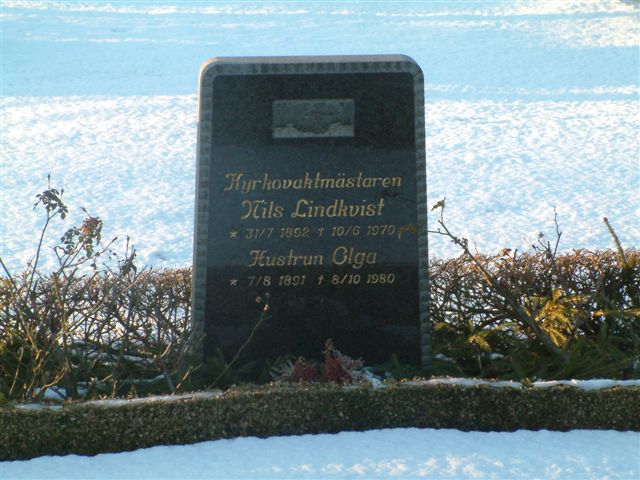 Kyrkovaktmästaren
Nils Lindkvist
* 31/7 1892 † 10/6 1970
Hustrun Olga
* 7/8 1891 † 8/10 1980